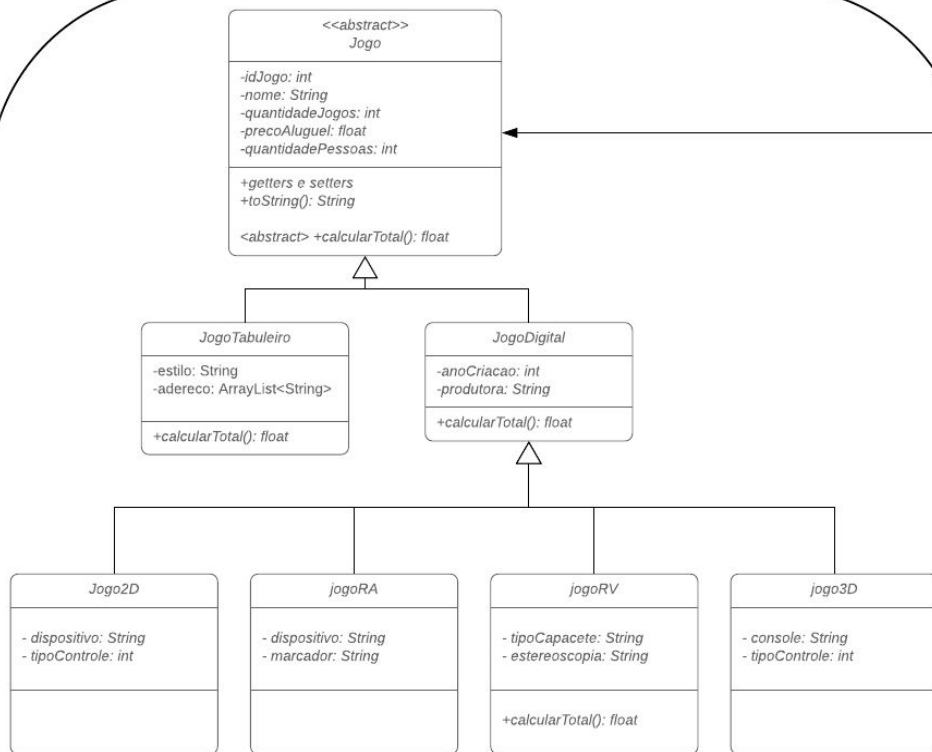 <<abstract>>
Jogo
-idJogo: int
-nome: String
-quantidadeJogos: int
-precoAluguel: float
-quantidadePessoas: int
+getters e setters
+toString(): String
<abstract> +calcularTotal(): float
JogoTabuleiro
-estilo: String
-adereco: ArrayList<String>
+calcularTotal(): float
JogoDigital
-anoCriacao: int
-produtora: String
+calcularTotal(): float
Jogo2D
- dispositivo: String
- tipoControle: int
jogoRA
- dispositivo: String
- marcador: String
jogoRV
- tipoCapacete: String
- estereoscopia: String
+calcularTotal(): float
jogo3D
- console: String
- tipoControle: int